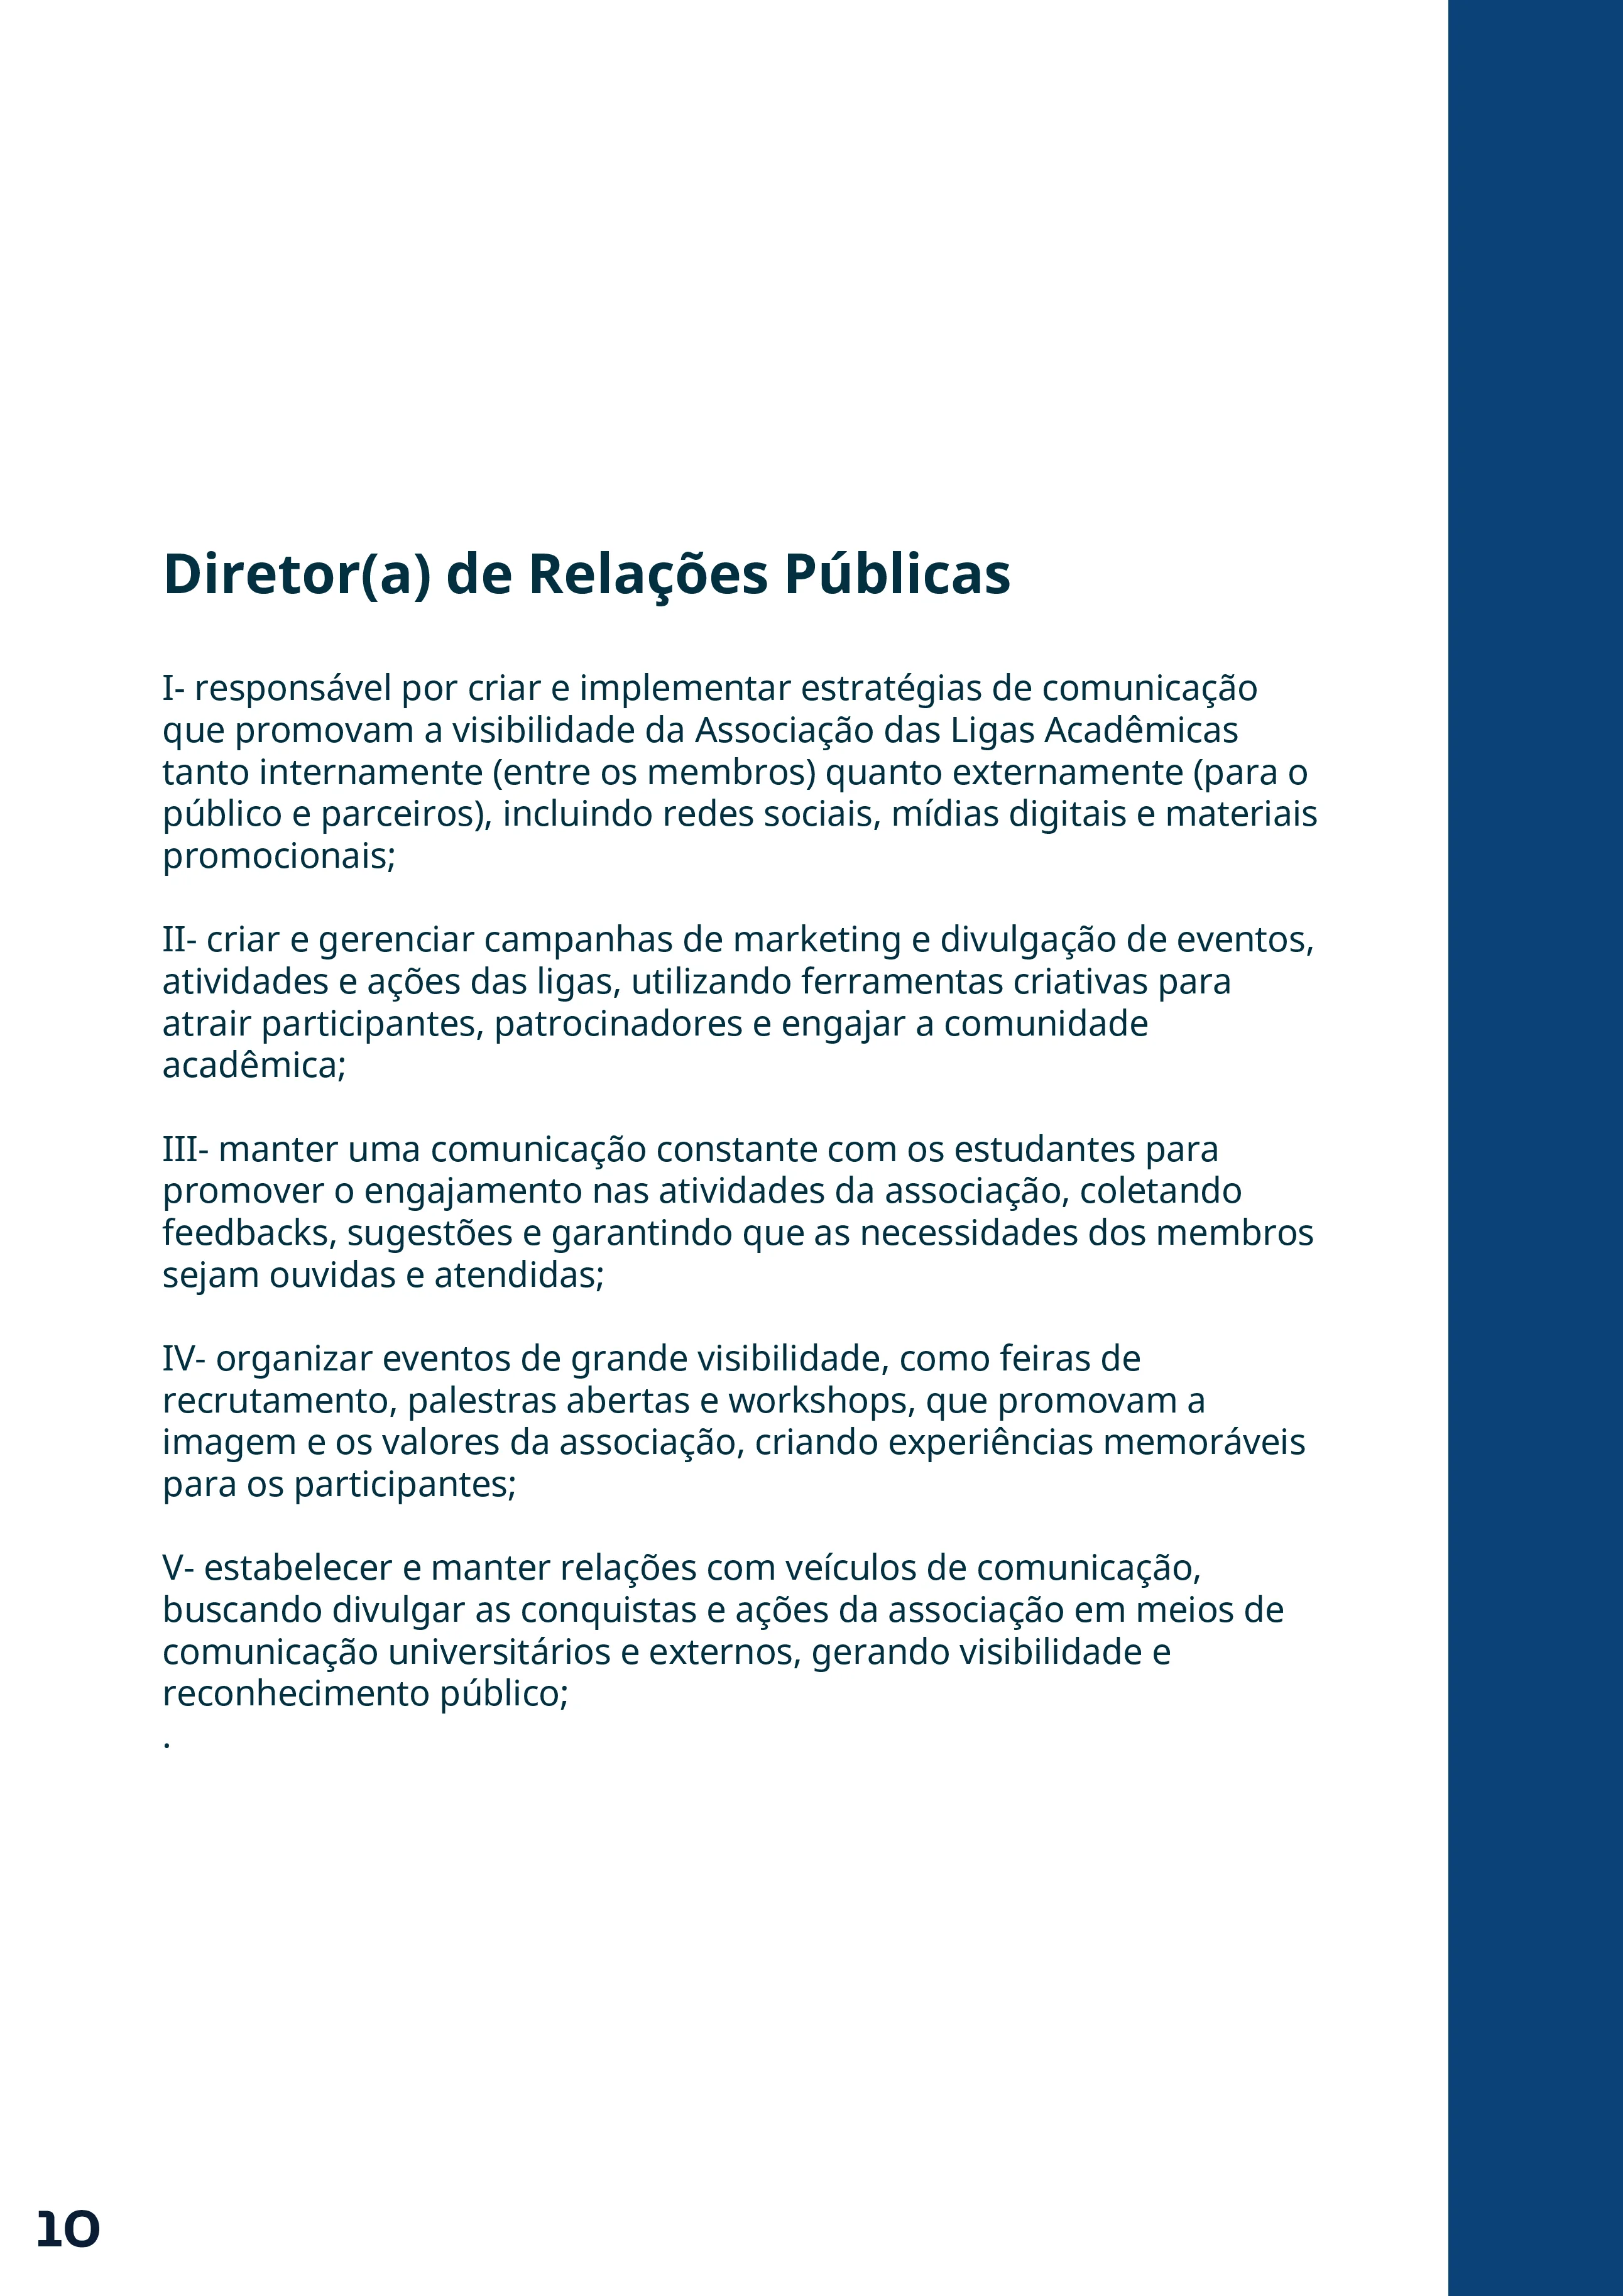 Diretor(a) de Relações Públicas
I- responsável por criar e implementar estratégias de comunicação
que promovam a visibilidade da Associação das Ligas Acadêmicas
tanto internamente (entre os membros) quanto externamente (para o
público e parceiros), incluindo redes sociais, mídias digitais e materiais
promocionais;
II- criar e gerenciar campanhas de marketing e divulgação de eventos,
atividades e ações das ligas, utilizando ferramentas criativas para
atrair participantes, patrocinadores e engajar a comunidade
acadêmica;
III- manter uma comunicação constante com os estudantes para
promover o engajamento nas atividades da associação, coletando
feedbacks, sugestões e garantindo que as necessidades dos membros
sejam ouvidas e atendidas;
IV- organizar eventos de grande visibilidade, como feiras de
recrutamento, palestras abertas e workshops, que promovam a
imagem e os valores da associação, criando experiências memoráveis
para os participantes;
V- estabelecer e manter relações com veículos de comunicação,
buscando divulgar as conquistas e ações da associação em meios de
comunicação universitários e externos, gerando visibilidade e
reconhecimento público;
.
10